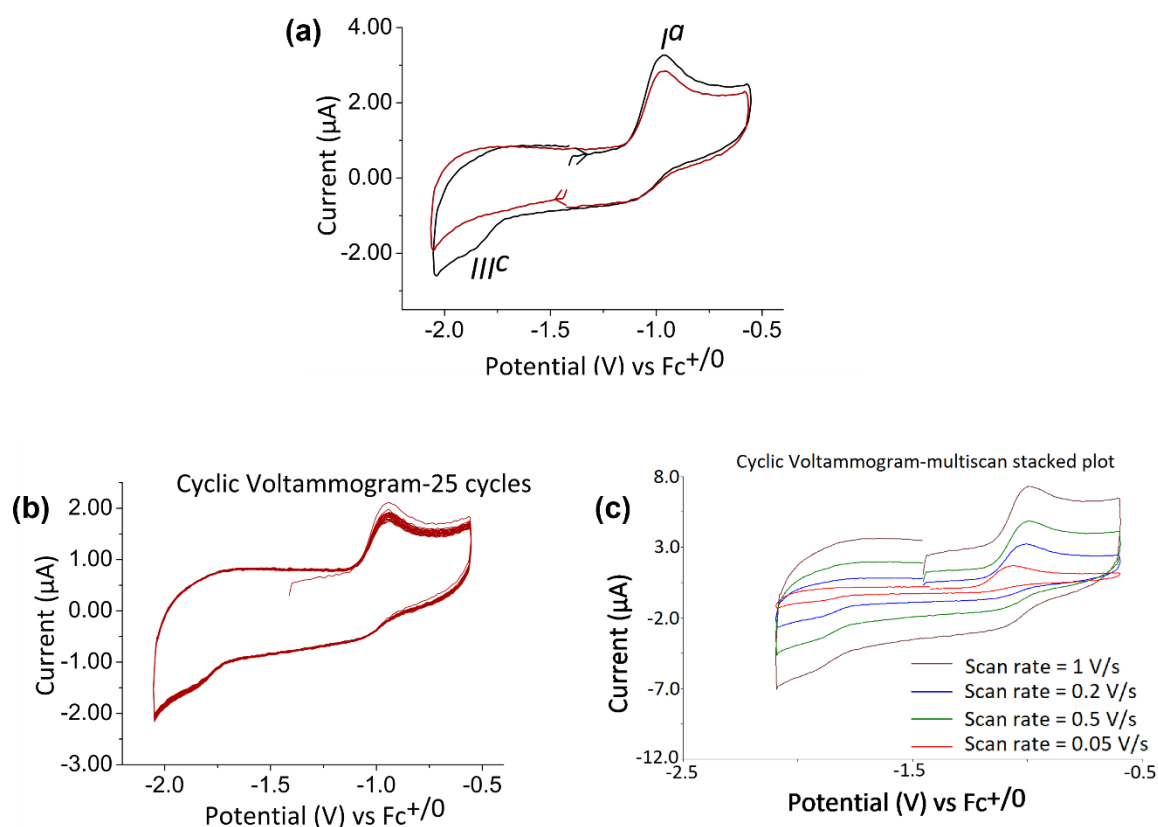 (a)
4.00
2.00
0.00
-2.00
Current (µA)
Iᵃ
IIIᶜ
-2.0 -1.5 -1.0 -0.5
Potential (V) vs Fc⁺/⁰
(b)
Cyclic Voltammogram-25 cycles
2.00
1.00
0.00
-1.00
-2.00
-3.00
Current (µA)
-2.0 -1.5 -1.0 -0.5
Potential (V) vs Fc⁺/⁰
Cyclic Voltammogram-multiscan stacked plot
(c)
8.0
3.0
-2.0
-7.0
-12.0
Current (µA)
Scan rate = 1 V/s
Scan rate = 0.2 V/s
Scan rate = 0.5 V/s
Scan rate = 0.05 V/s
-2.5 -1.5 -0.5
Potential (V) vs Fc⁺/⁰